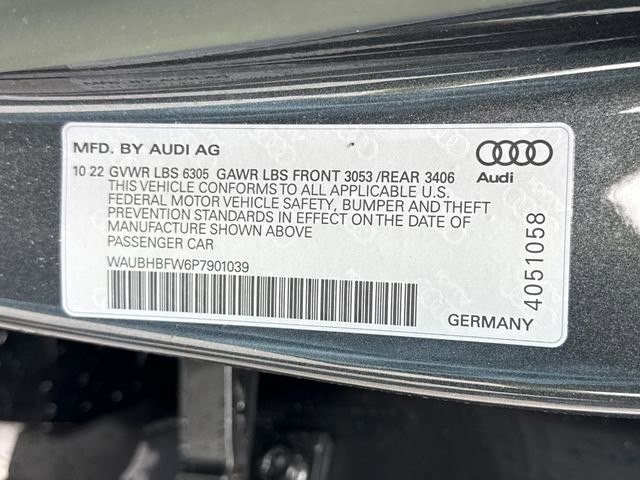 MFD. BY AUDI AG
Audi
10 22 GVWR LBS 6305 GAWR LBS FRONT 3053 /REAR 3406
THIS VEHICLE CONFORMS TO ALL APPLICABLE U.S.
FEDERAL MOTOR VEHICLE SAFETY, BUMPER AND THEFT
PREVENTION STANDARDS IN EFFECT ON THE DATE OF
MANUFACTURE SHOWN ABOVE
PASSENGER CAR
WAUBHBFW6P7901039
GERMANY
4051058